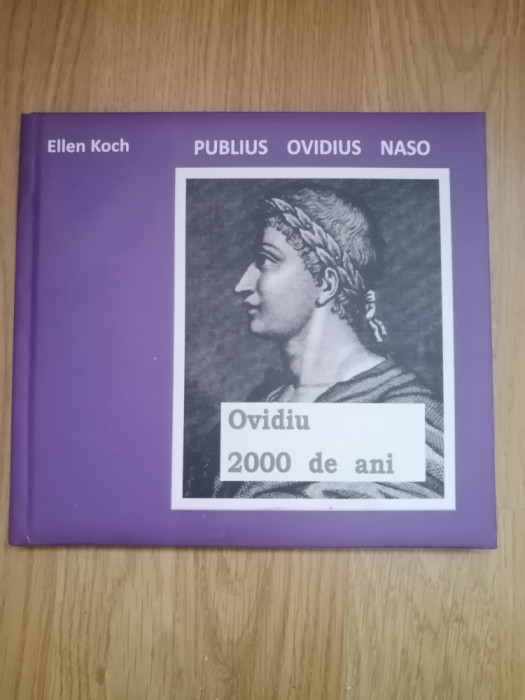 Ellen Koch
PUBLIUS OVIDIUS NASO
Ovidiu
2000 de ani